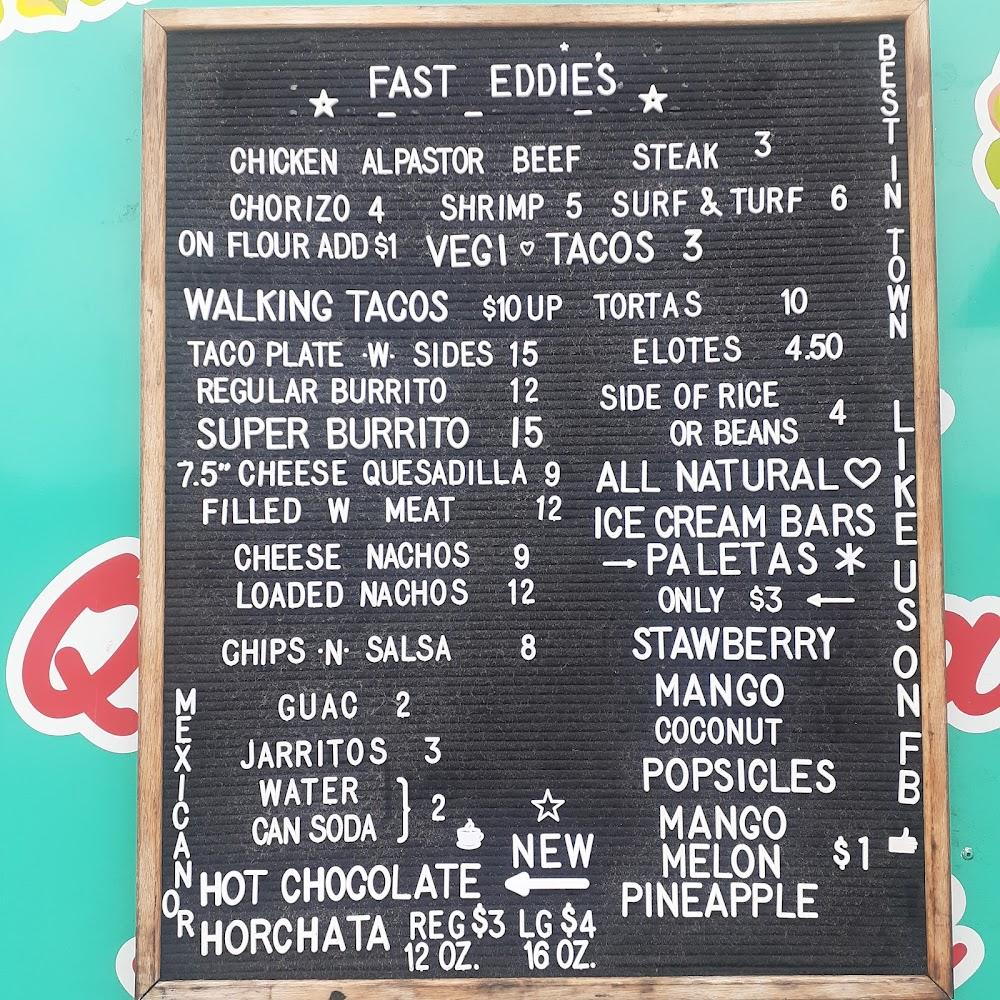 FAST EDDIE'S
CHICKEN ALPASTOR BEEF STEAK 3
CHORIZO 4 SHRIMP 5 SURF & TURF 6
ON FLOUR ADD $1 VEGI ♡ TACOS 3
WALKING TACOS $10 UP
TACO PLATE ·W· SIDES 15
REGULAR BURRITO 12
SUPER BURRITO 15
7.5" CHEESE QUESADILLA 9
FILLED W MEAT 12
CHEESE NACHOS 9
LOADED NACHOS 12
CHIPS ·N· SALSA 8
GUAC 2
JARRITOS 3
WATER
CAN SODA } 2
NEW
MEXICAN OR
HOT CHOCOLATE
HORCHATA REG $3 LG $4
12 OZ. 16 OZ.
TORTAS 10
ELOTES 4.50
SIDE OF RICE
OR BEANS 4
ALL NATURAL ♡
ICE CREAM BARS
→ PALETAS *
ONLY $3 ←
STAWBERRY
MANGO
COCONUT
POPSICLES
MANGO
MELON $1
PINEAPPLE
BEST IN TOWN LIKE US ON FB